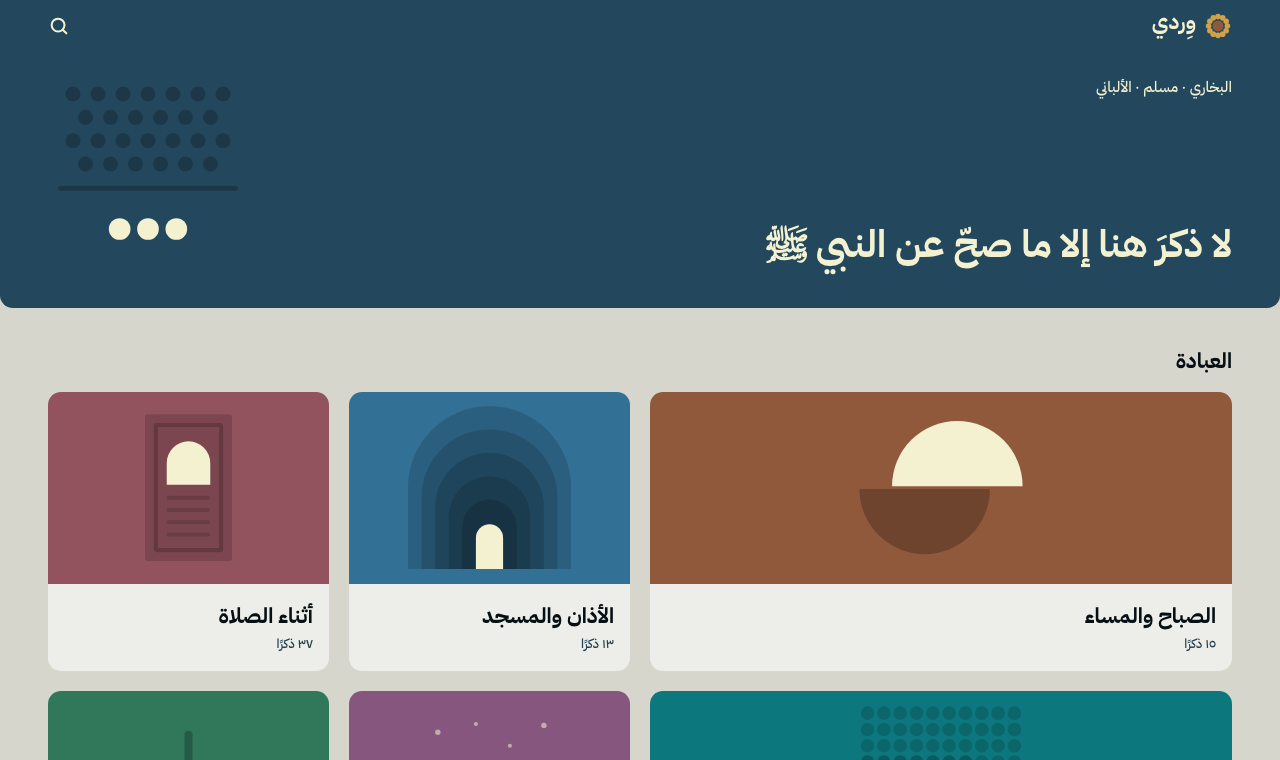 وِردي
البخاري · مسلم · الألباني
لا ذكرَ هنا إلا ما صحّ عن النبي ﷺ
العبادة
الصباح والمساء
١٥ ذكرًا
الأذان والمسجد
١٣ ذكرًا
أثناء الصلاة
٣٧ ذكرًا